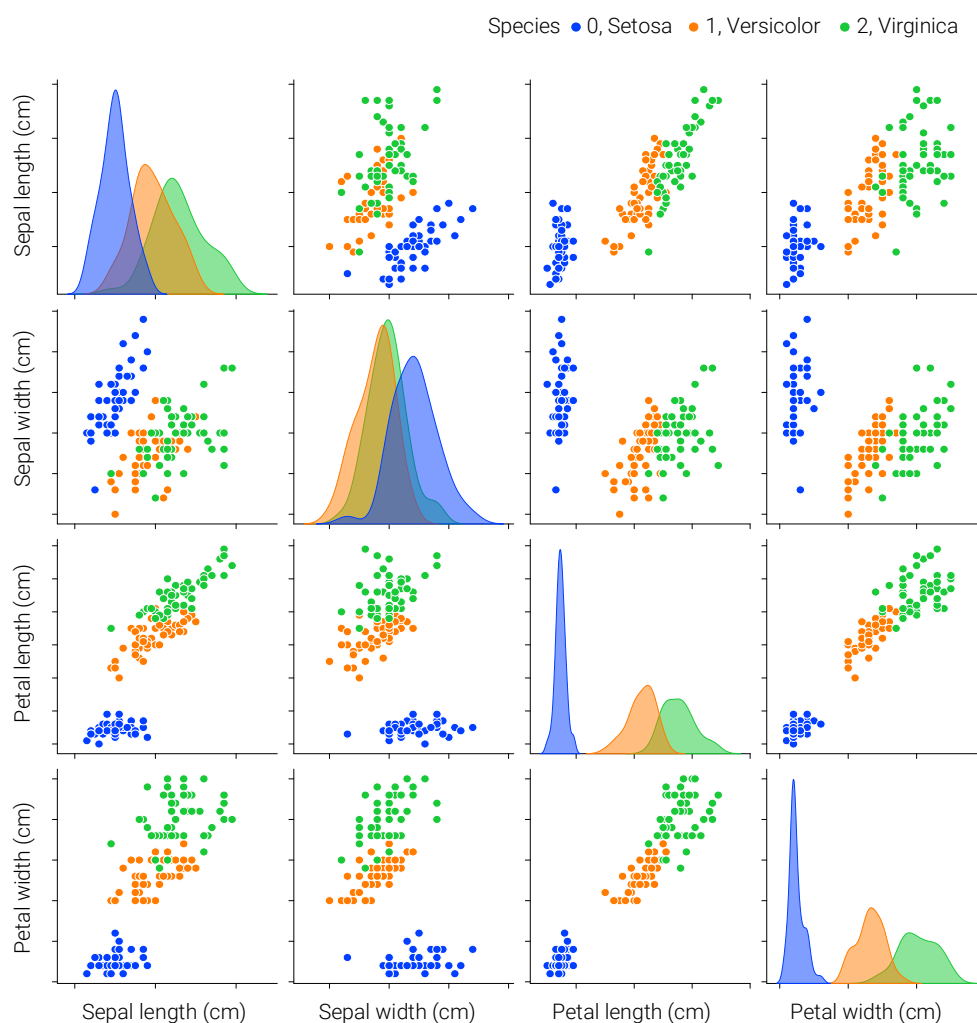 Species 0, Setosa 1, Versicolor 2, Virginica
Sepal length (cm)
Sepal width (cm)
Petal length (cm)
Petal width (cm)
Sepal length (cm) Sepal width (cm) Petal length (cm) Petal width (cm)